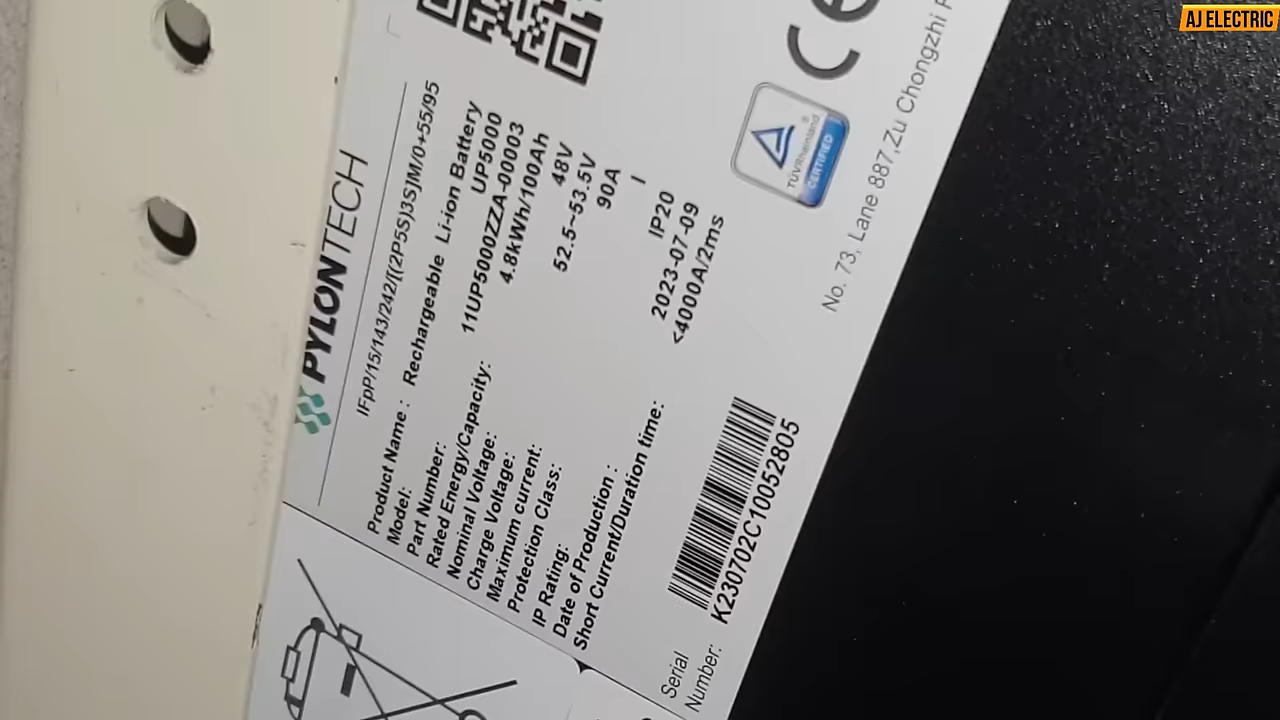 AJ ELECTRIC
PYLONTECH
IFpP/15/143/242/[(2P5S)3S]M/0+55/95
Product Name : Rechargeable Li-ion Battery
Model: UP5000
Part Number: 11UP5000ZZA-00003
Rated Energy/Capacity: 4.8kWh/100Ah
Nominal Voltage: 48V
Charge Voltage: 52.5~53.5V
Maximum current: 90A
Protection Class: I
IP Rating: IP20
Date of Production : 2023-07-09
Short Current/Duration time: <4000A/2ms
Serial
Number:
K230702C10052805
CE
TÜVRheinland®
CERTIFIED
No. 73, Lane 887,Zu Chongzhi